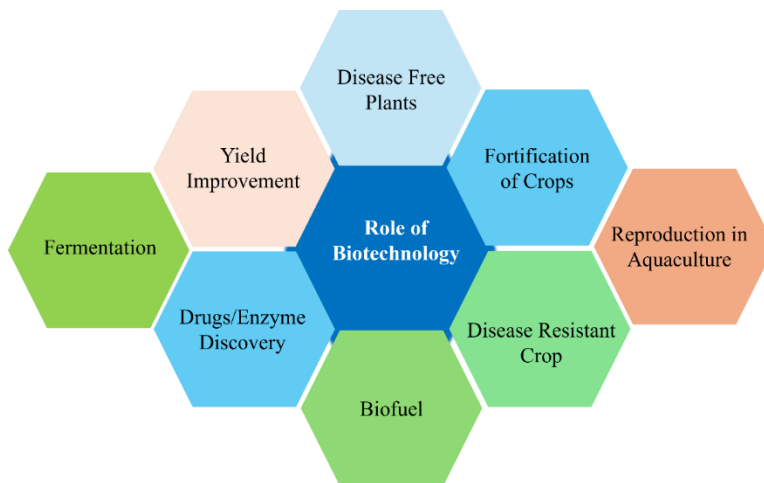 Disease Free
Plants
Yield
Improvement
Fortification
of Crops
Fermentation
Role of
Biotechnology
Reproduction in
Aquaculture
Drugs/Enzyme
Discovery
Disease Resistant
Crop
Biofuel